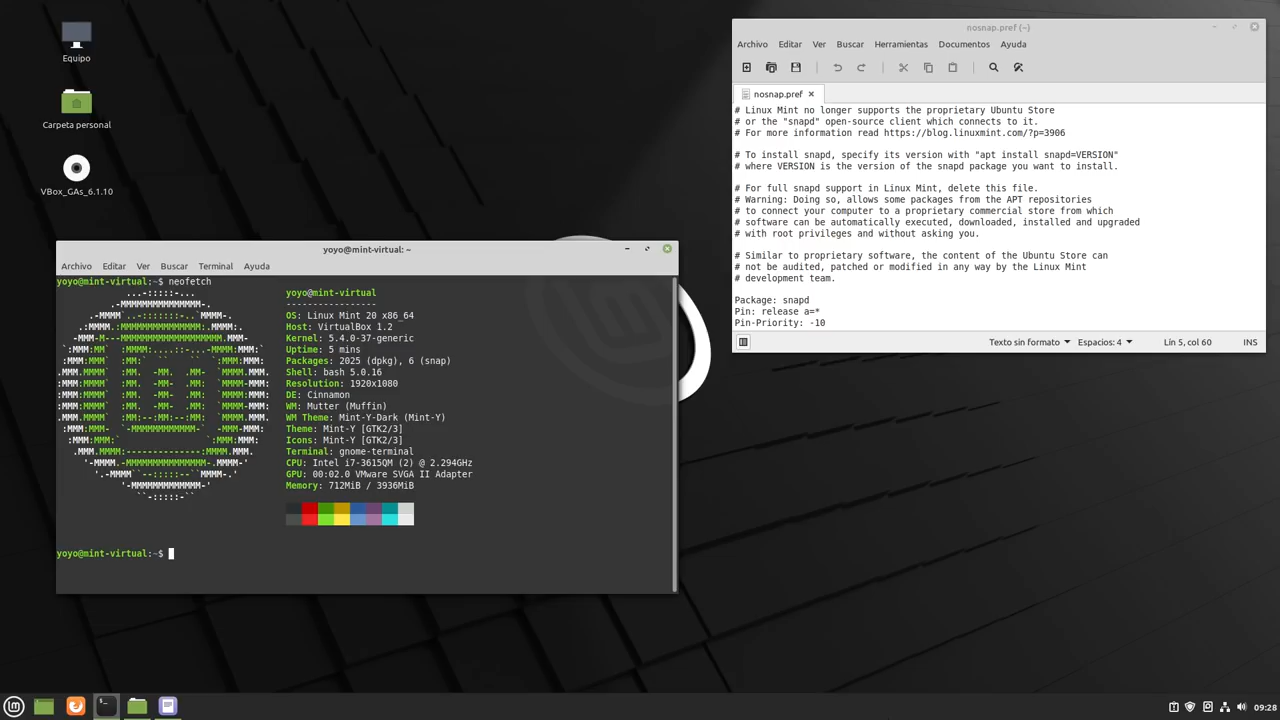 Equipo
Carpeta personal
VBox_GAs_6.1.10
nosnap.pref (~)
Archivo Editar Ver Buscar Herramientas Documentos Ayuda
nosnap.pref
# Linux Mint no longer supports the proprietary Ubuntu Store
# or the "snapd" open-source client which connects to it.
# For more information read https://blog.linuxmint.com/?p=3906
# To install snapd, specify its version with "apt install snapd=VERSION"
# where VERSION is the version of the snapd package you want to install.
# For full snapd support in Linux Mint, delete this file.
# Warning: Doing so, allows some packages from the APT repositories
# to connect your computer to a proprietary commercial store from which
# software can be automatically executed, downloaded, installed and upgraded
# with root privileges and without asking you.
# Similar to proprietary software, the content of the Ubuntu Store can
# not be audited, patched or modified in any way by the Linux Mint
# development team.
Package: snapd
Pin: release a=*
Pin-Priority: -10
Texto sin formato Espacios: 4 Lín 5, col 60 INS
yoyo@mint-virtual: ~
Archivo Editar Ver Buscar Terminal Ayuda
yoyo@mint-virtual:~$ neofetch
yoyo@mint-virtual
-----------------
OS: Linux Mint 20 x86_64
Host: VirtualBox 1.2
Kernel: 5.4.0-37-generic
Uptime: 5 mins
Packages: 2025 (dpkg), 6 (snap)
Shell: bash 5.0.16
Resolution: 1920x1080
DE: Cinnamon
WM: Mutter (Muffin)
WM Theme: Mint-Y-Dark (Mint-Y)
Theme: Mint-Y [GTK2/3]
Icons: Mint-Y [GTK2/3]
Terminal: gnome-terminal
CPU: Intel i7-3615QM (2) @ 2.294GHz
GPU: 00:02.0 VMware SVGA II Adapter
Memory: 712MiB / 3936MiB
yoyo@mint-virtual:~$
09:28